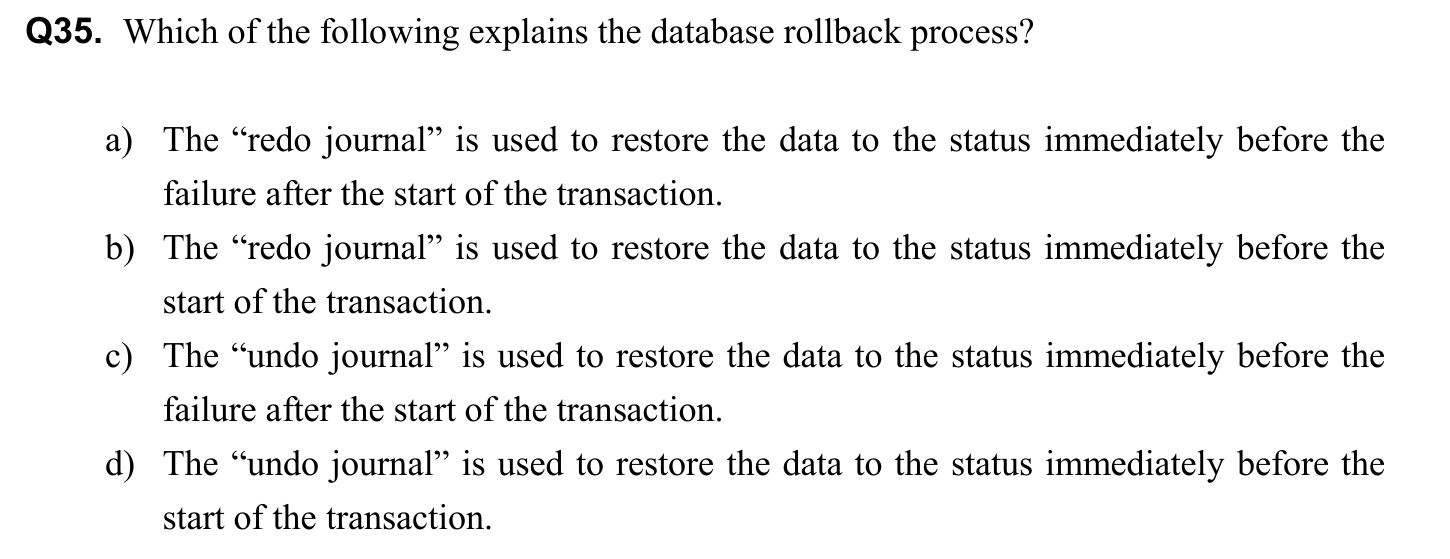 Q35. Which of the following explains the database rollback process?
a) The “redo journal” is used to restore the data to the status immediately before the
failure after the start of the transaction.
b) The “redo journal” is used to restore the data to the status immediately before the
start of the transaction.
c) The “undo journal” is used to restore the data to the status immediately before the
failure after the start of the transaction.
d) The “undo journal” is used to restore the data to the status immediately before the
start of the transaction.